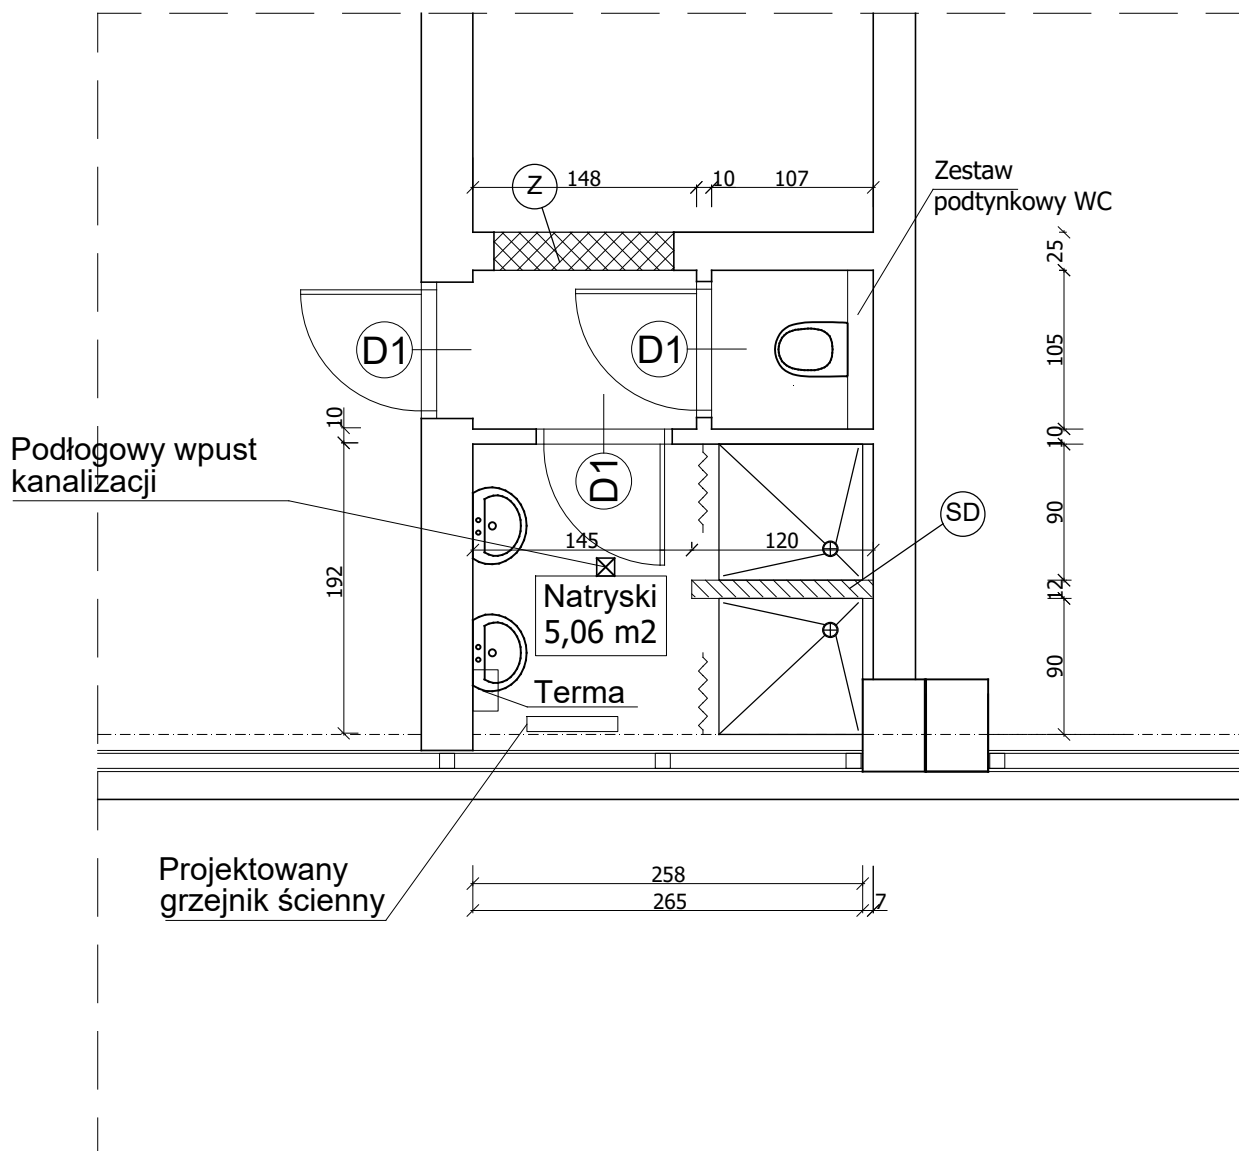 Z
148
10
107
Zestaw
podtynkowy WC
25
D1
D1
105
10
10
Podłogowy wpust
kanalizacji
D1
SD
90
145
120
192
12
Natryski
5,06 m2
90
Terma
Projektowany
grzejnik ścienny
258
265
7